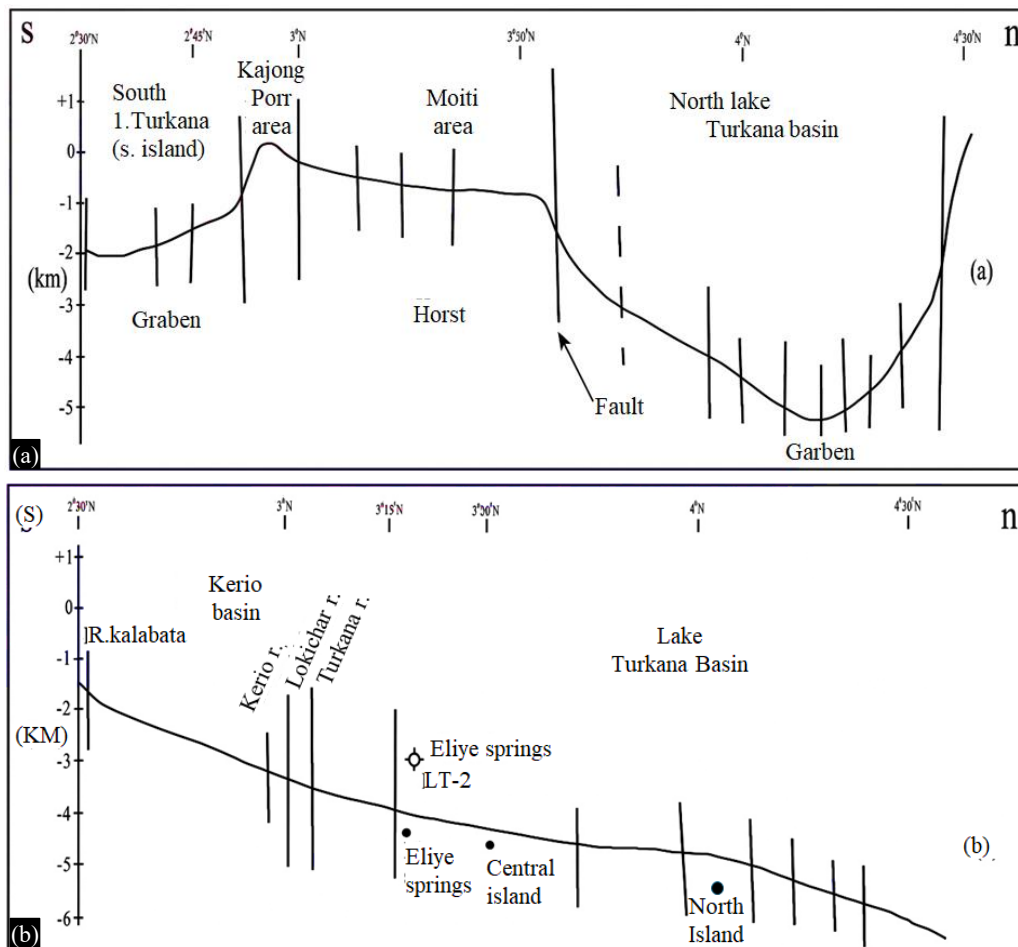 S
n
2°30'N
2°45'N
3°N
3°50'N
4°N
4°30'N
South
1.Turkana
(s. island)
Kajong
Porr
area
Moiti
area
North lake
Turkana basin
+1
0
-1
-2
(km)
-3
-4
-5
Graben
Horst
Fault
Garben
(a)
(a)
(S)
n
2°30'N
3°N
3°15'N
3°30'N
4°N
4°30'N
+1
0
-1
-2
(KM)
-3
-4
-5
-6
R.kalabata
Kerio
basin
Kerio r.
Lokichar r.
Turkana r.
Lake
Turkana Basin
Eliye springs
LT-2
Eliye
springs
Central
island
North
Island
(b)
(b)